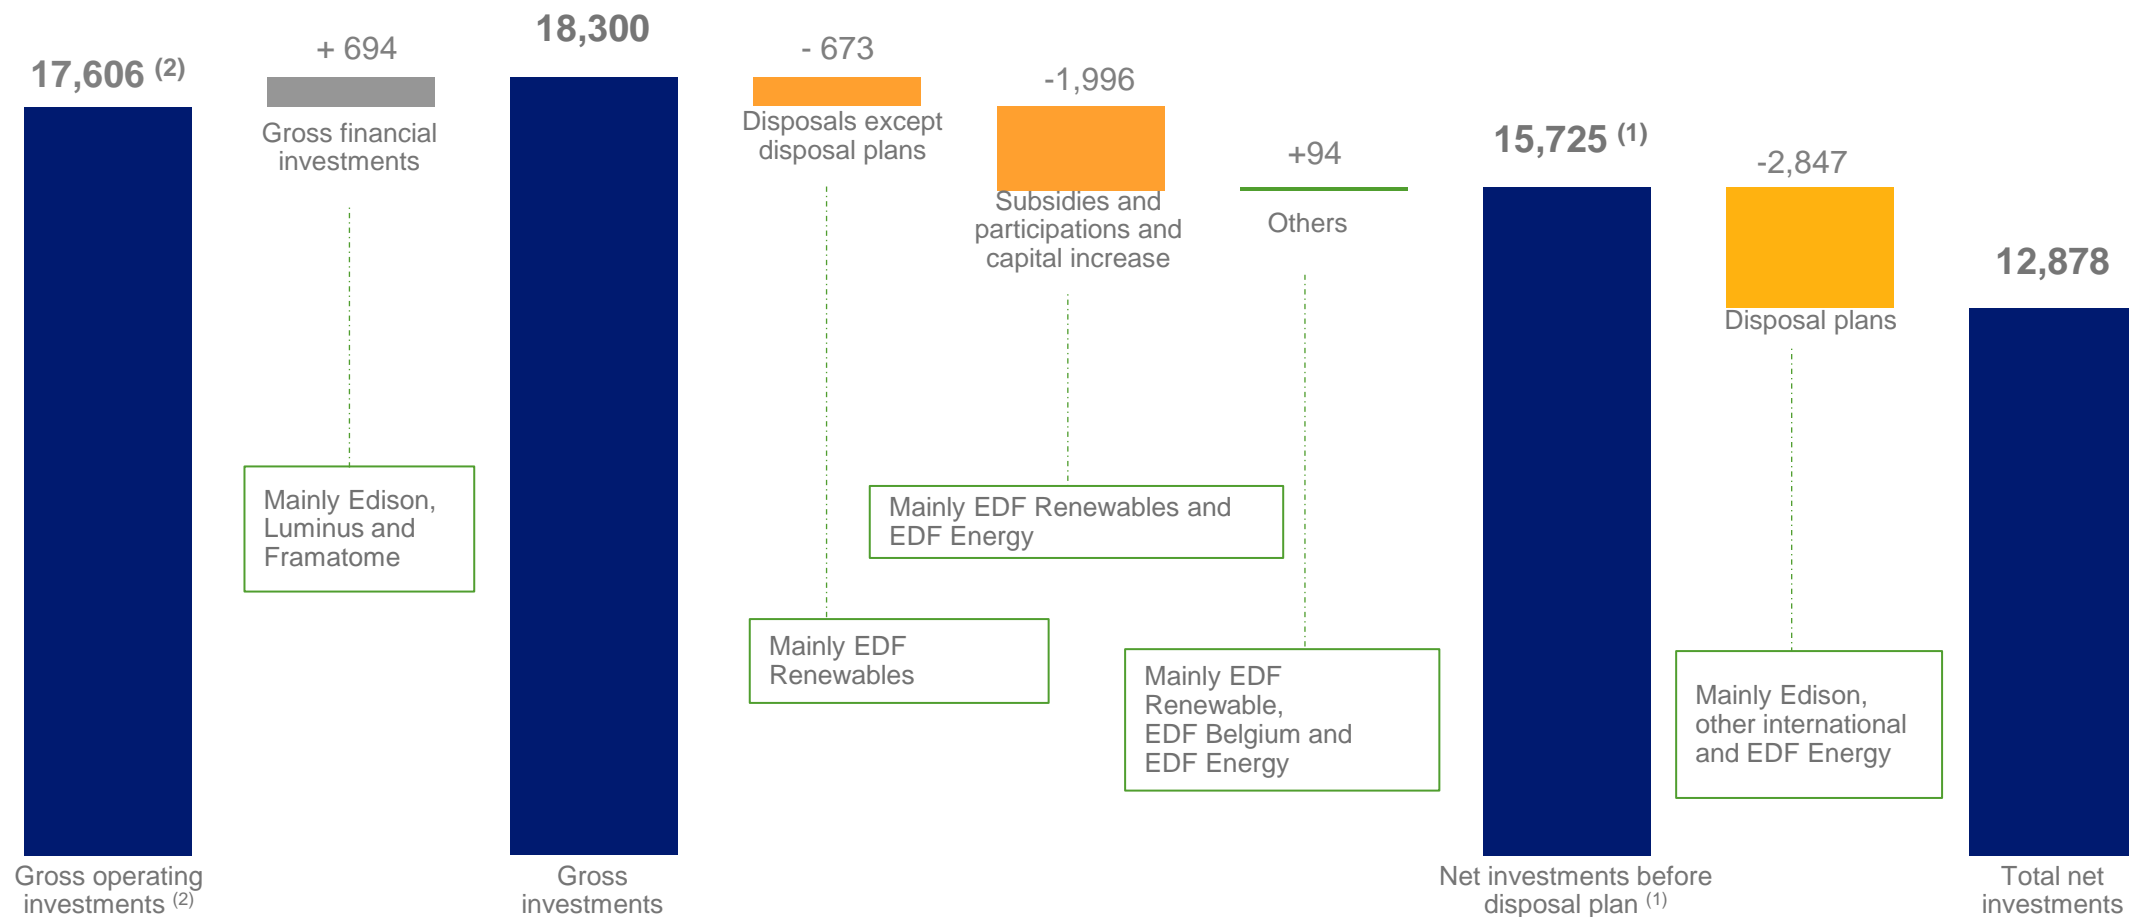 17,606 (2)
+ 694
Gross financial
investments
18,300
- 673
Disposals except
disposal plans
-1,996
Subsidies and
participations and
capital increase
+94
Others
15,725 (1)
-2,847
Disposal plans
12,878
Mainly Edison,
Luminus and
Framatome
Mainly EDF Renewables and
EDF Energy
Mainly EDF
Renewables
Mainly EDF
Renewable,
EDF Belgium and
EDF Energy
Mainly Edison,
other international
and EDF Energy
Gross operating
investments (2)
Gross
investments
Net investments before
disposal plan (1)
Total net
investments